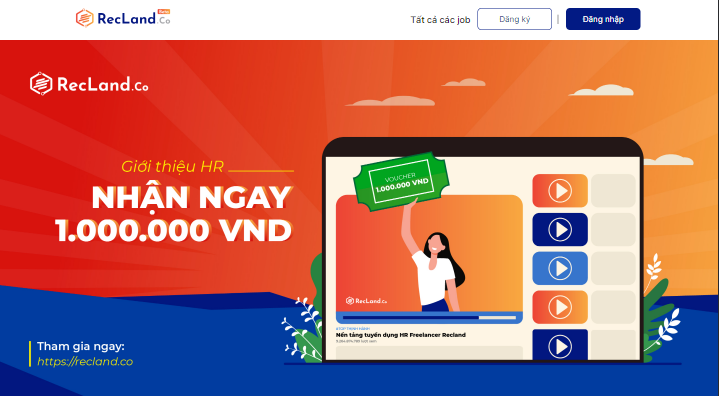 RecLand.Co
Tất cả các job
Đăng ký
|
Đăng nhập
RecLand.Co
Giới thiệu HR
NHẬN NGAY
1.000.000 VND
VOUCHER
1.000.000 VND
RecLand.Co
Nền tảng tuyển dụng HR Freelancer Recland
Tham gia ngay:
https://recland.co